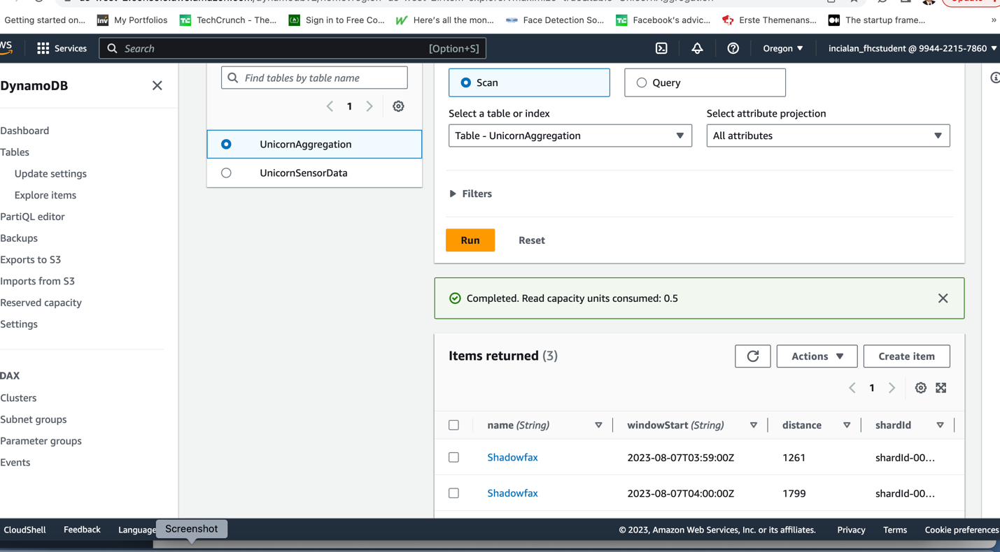 Getting started on... My Portfolios TechCrunch - The... Sign in to Free Co... Here's all the mon... Face Detection So... Facebook's advic... Erste Themenans... The startup frame... »
Services Search [Option+S] Oregon incialan_fhcstudent @ 9944-2215-7860
DynamoDB
Dashboard
Tables
Update settings
Explore items
PartiQL editor
Backups
Exports to S3
Imports from S3
Reserved capacity
Settings
DAX
Clusters
Subnet groups
Parameter groups
Events
Find tables by table name
1
UnicornAggregation
UnicornSensorData
Scan Query
Select a table or index Select attribute projection
Table - UnicornAggregation All attributes
Filters
Run Reset
Completed. Read capacity units consumed: 0.5
Items returned (3) Actions Create item
1
name (String) windowStart (String) distance shardId
Shadowfax 2023-08-07T03:59:00Z 1261 shardId-00...
Shadowfax 2023-08-07T04:00:00Z 1799 shardId-00...
CloudShell Feedback Language Screenshot © 2023, Amazon Web Services, Inc. or its affiliates. Privacy Terms Cookie preferences